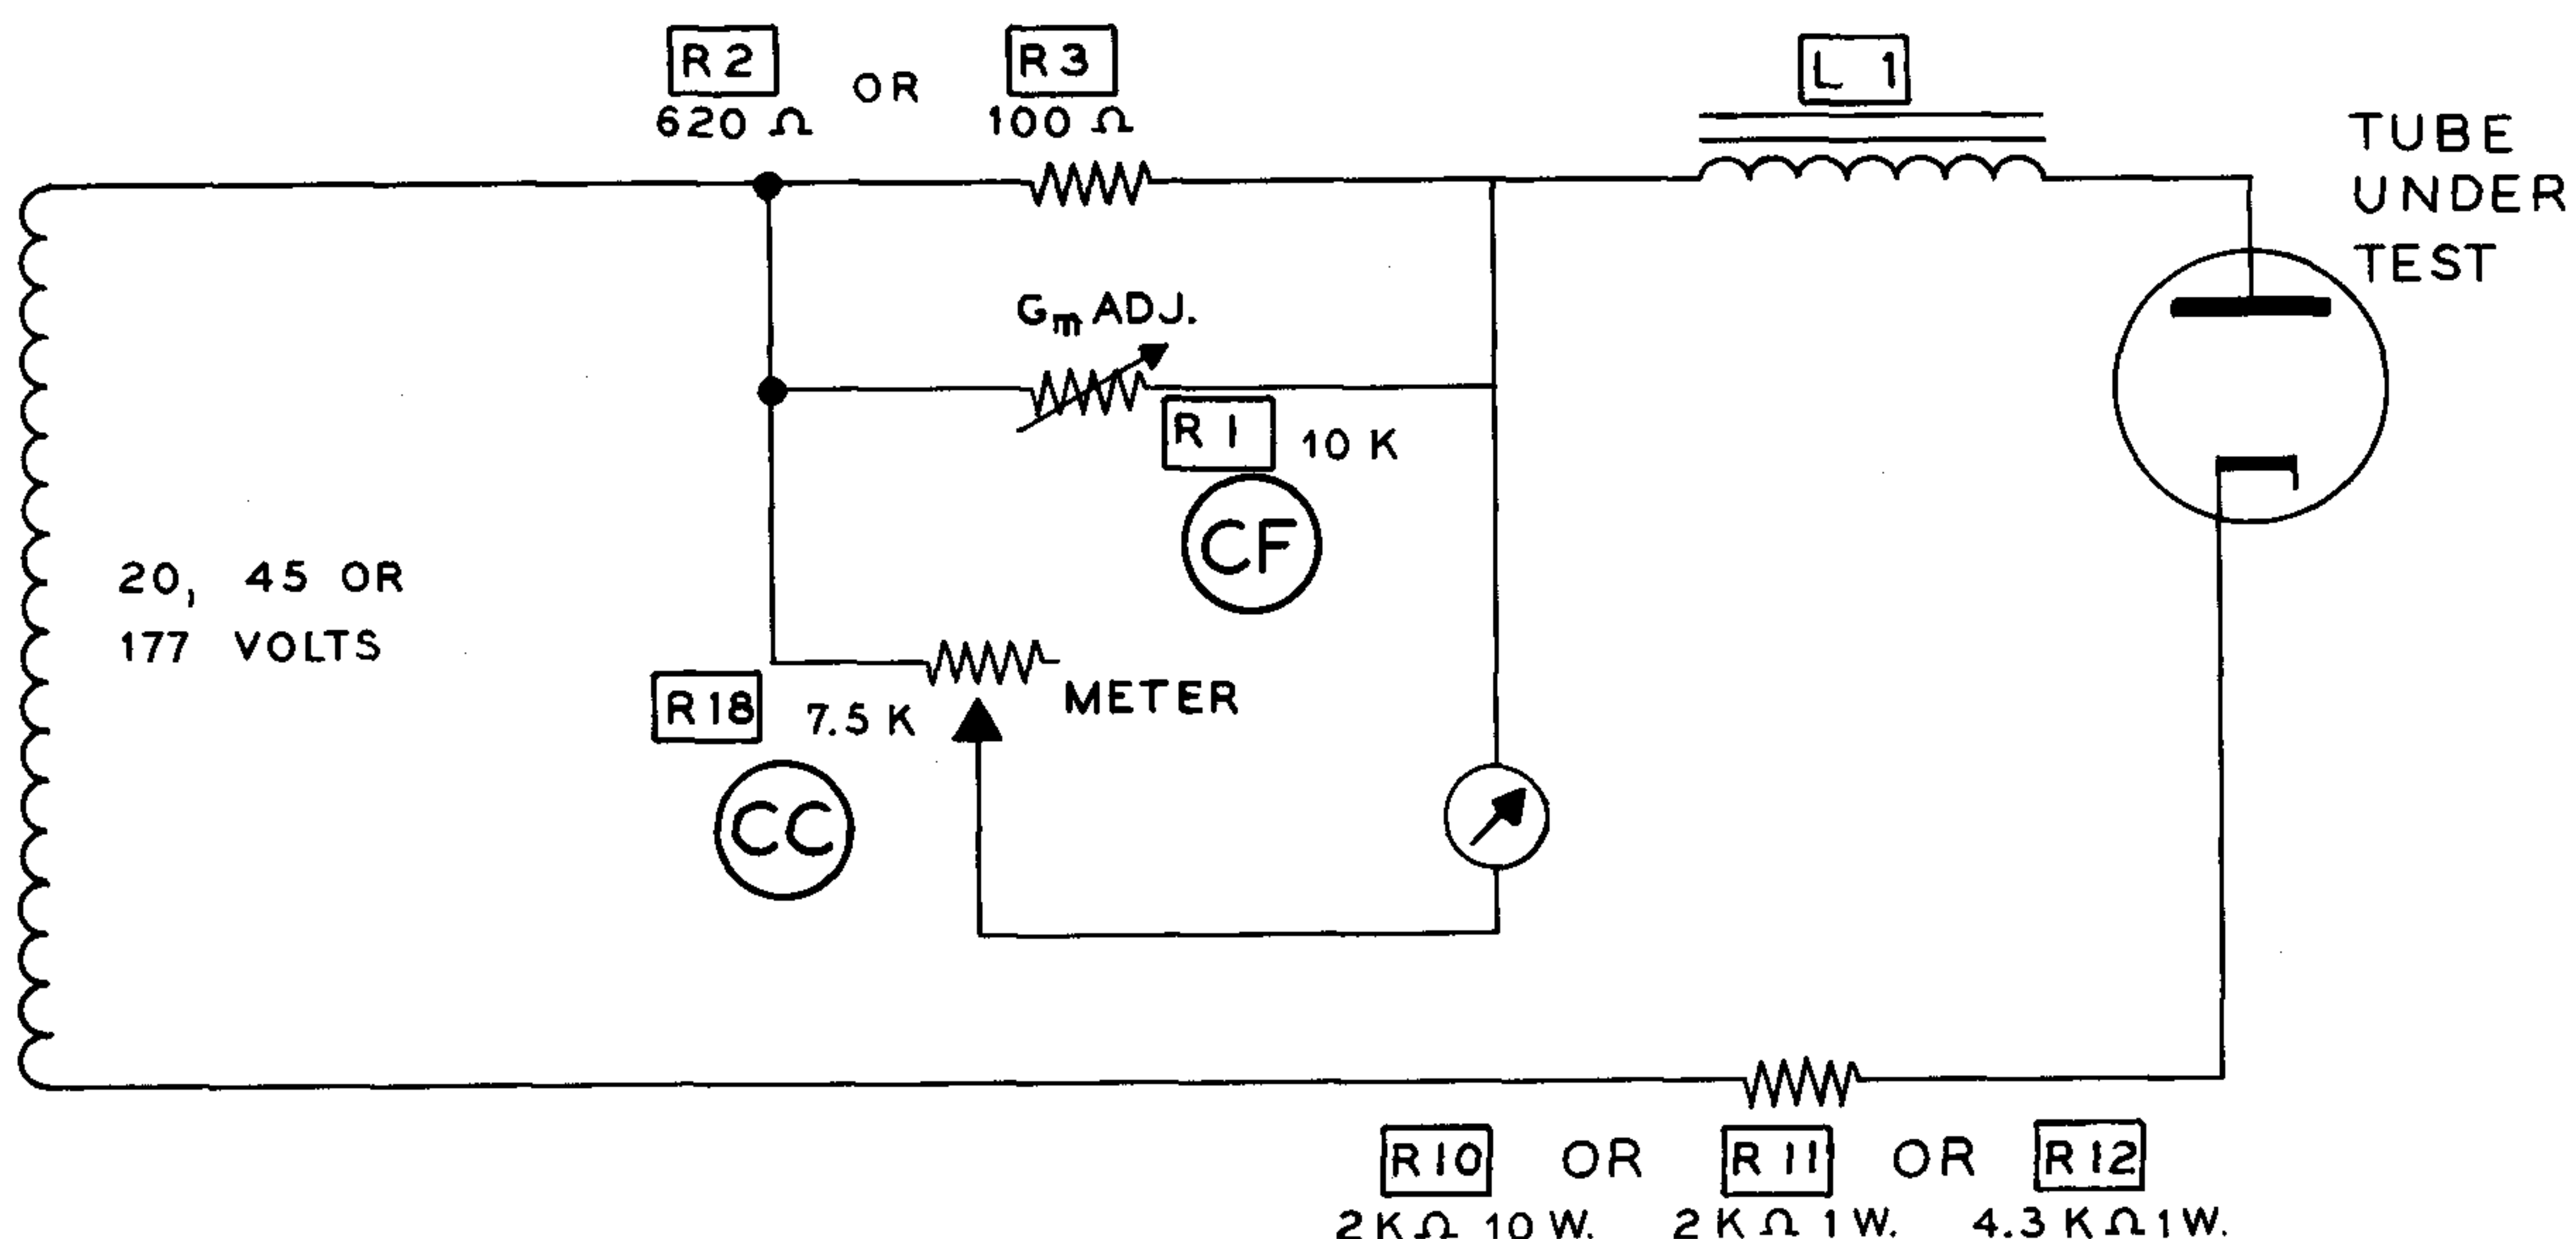 R2 OR R3
620 Ω 100 Ω
L 1
TUBE
UNDER
TEST
Gm ADJ.
R1 10 K
CF
20, 45 OR
177 VOLTS
R18 7.5 K METER
CC
R10 OR R11 OR R12
2 K Ω 10 W. 2 K Ω 1 W. 4.3 K Ω 1 W.